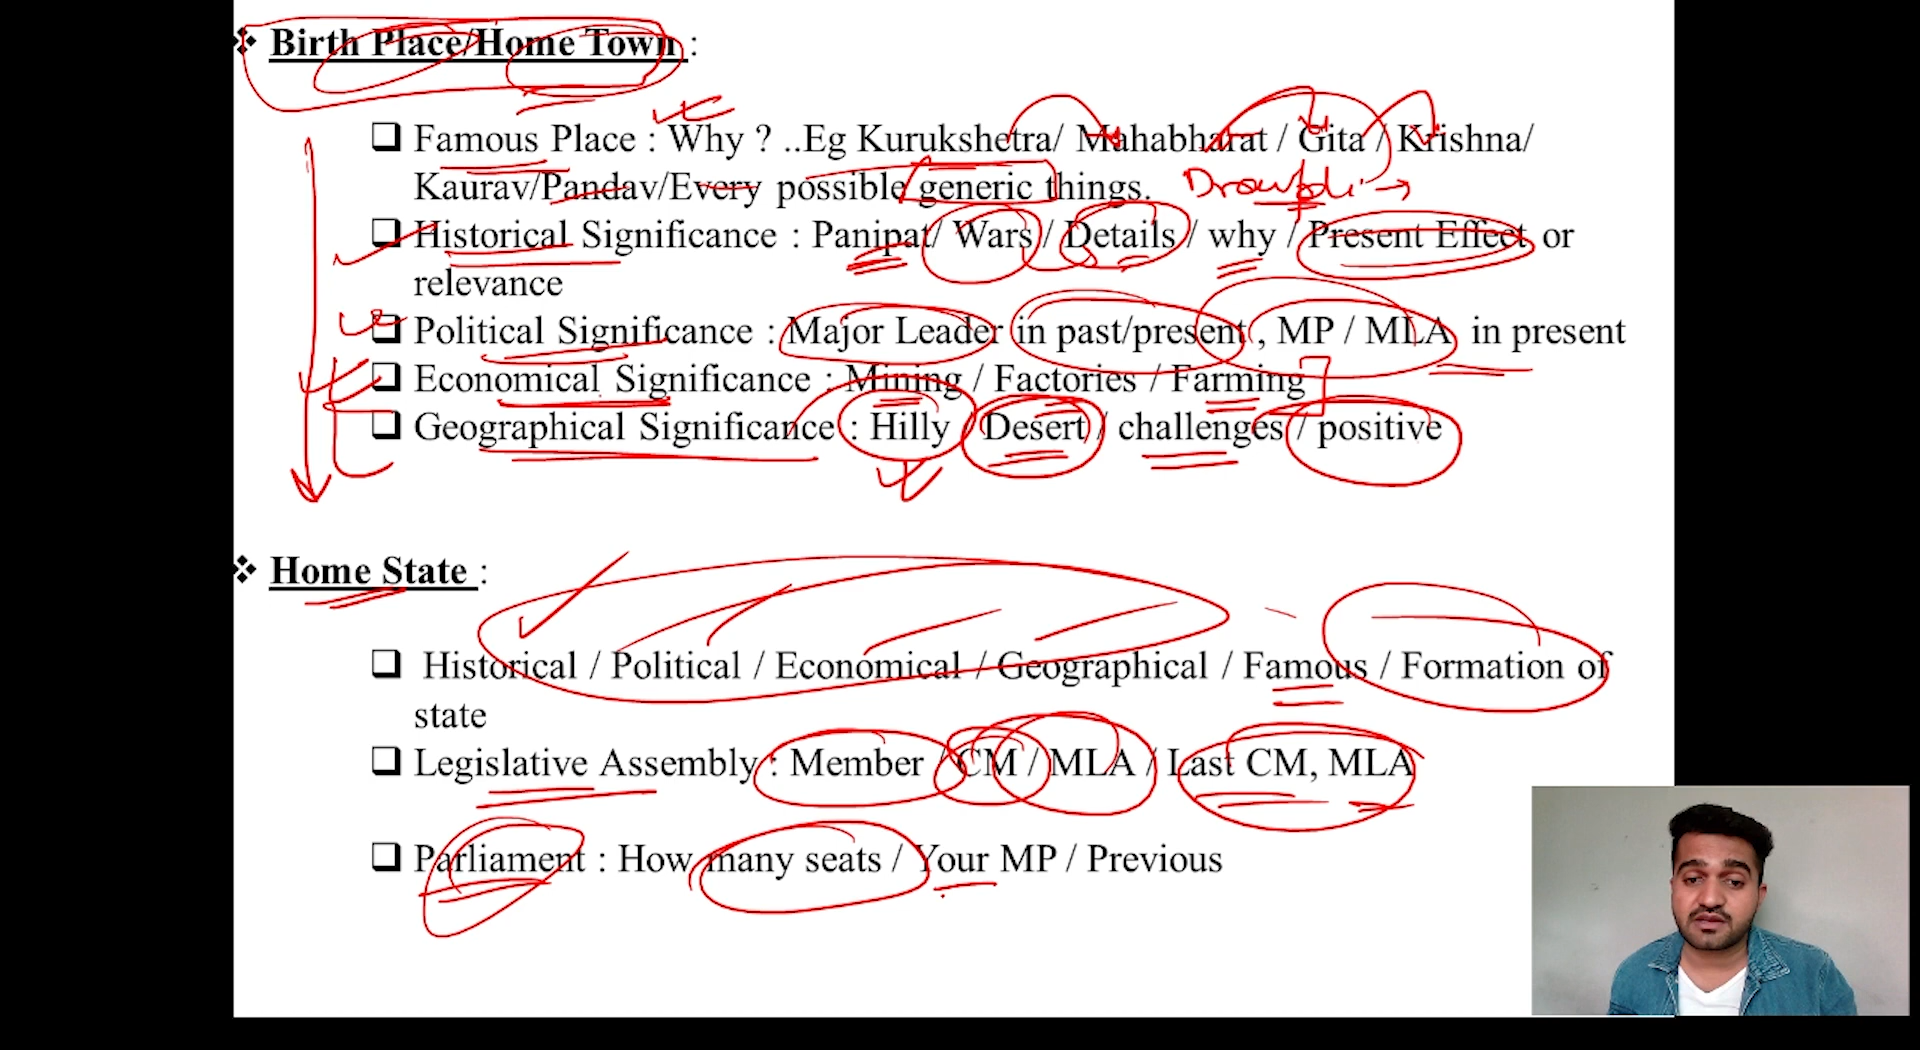 ❖ Birth Place/Home Town :
❑ Famous Place : Why ? ..Eg Kurukshetra/ Mahabharat / Gita / Krishna/
Kaurav/Pandav/Every possible generic things.
❑ Historical Significance : Panipat/ Wars / Details / why / Present Effect or
relevance
❑ Political Significance : Major Leader in past/present , MP / MLA in present
❑ Economical Significance : Mining / Factories / Farming
❑ Geographical Significance : Hilly / Desert / challenges / positive
❖ Home State :
❑ Historical / Political / Economical / Geographical / Famous / Formation of
state
❑ Legislative Assembly : Member / CM / MLA / Last CM, MLA
❑ Parliament : How many seats / Your MP / Previous